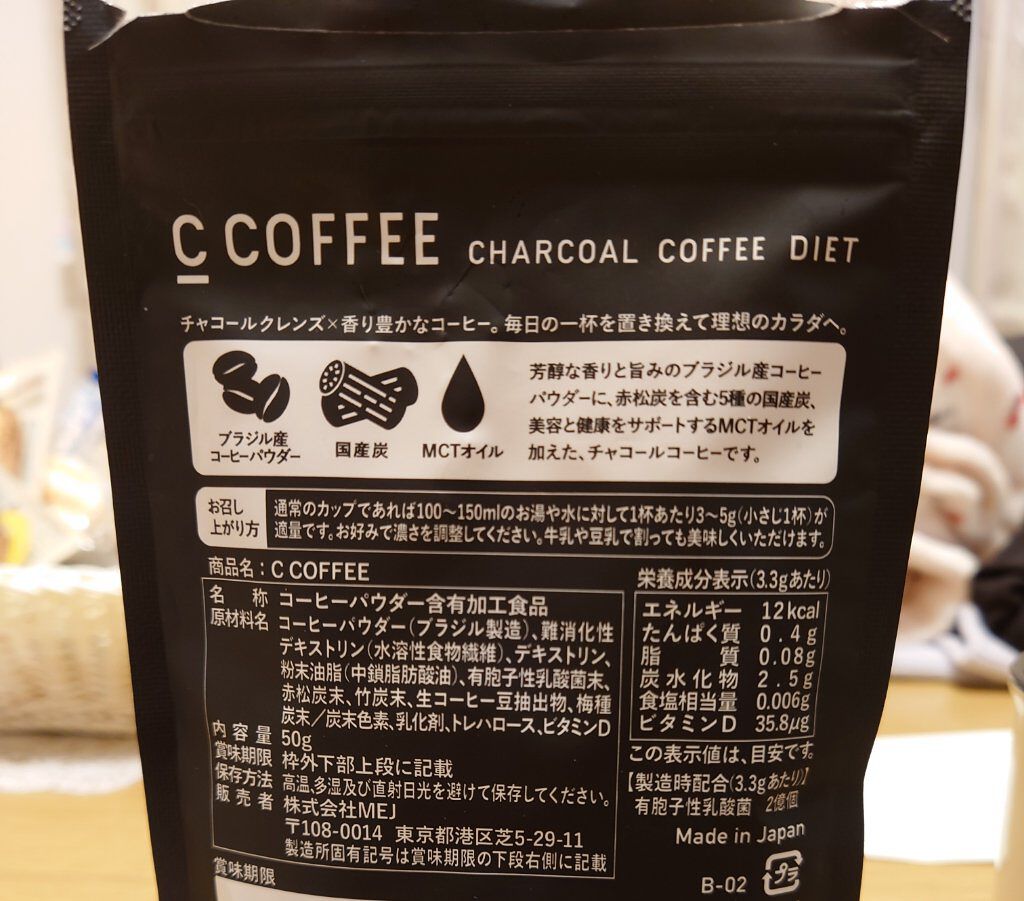 C COFFEE CHARCOAL COFFEE DIET
チャコールクレンズ×香り豊かなコーヒー。毎日の一杯を置き換えて理想のカラダへ。
ブラジル産
コーヒーパウダー
国産炭
MCTオイル
芳醇な香りと旨みのブラジル産コーヒー
パウダーに、赤松炭を含む5種の国産炭、
美容と健康をサポートするMCTオイルを
加えた、チャコールコーヒーです。
お召し
上がり方
通常のカップであれば100〜150mlのお湯や水に対して1杯あたり3〜5g(小さじ1杯)が
適量です。お好みで濃さを調整してください。牛乳や豆乳で割っても美味しくいただけます。
商品名：C COFFEE
名称 コーヒーパウダー含有加工食品
原材料名 コーヒーパウダー(ブラジル製造)、難消化性
デキストリン(水溶性食物繊維)、デキストリン、
粉末油脂(中鎖脂肪酸油)、有胞子性乳酸菌末、
赤松炭末、竹炭末、生コーヒー豆抽出物、梅種
炭末／炭末色素、乳化剤、トレハロース、ビタミンD
内容量 50g
賞味期限 枠外下部上段に記載
保存方法 高温、多湿及び直射日光を避けて保存してください。
販売者 株式会社MEJ
〒108-0014 東京都港区芝5-29-11
製造所固有記号は賞味期限の下段右側に記載
栄養成分表示(3.3gあたり)
エネルギー 12kcal
たんぱく質 0.4g
脂質 0.08g
炭水化物 2.5g
食塩相当量 0.006g
ビタミンD 35.8μg
この表示値は、目安です。
【製造時配合(3.3gあたり)】
有胞子性乳酸菌 2億個
Made in Japan
B-02 プラ
賞味期限